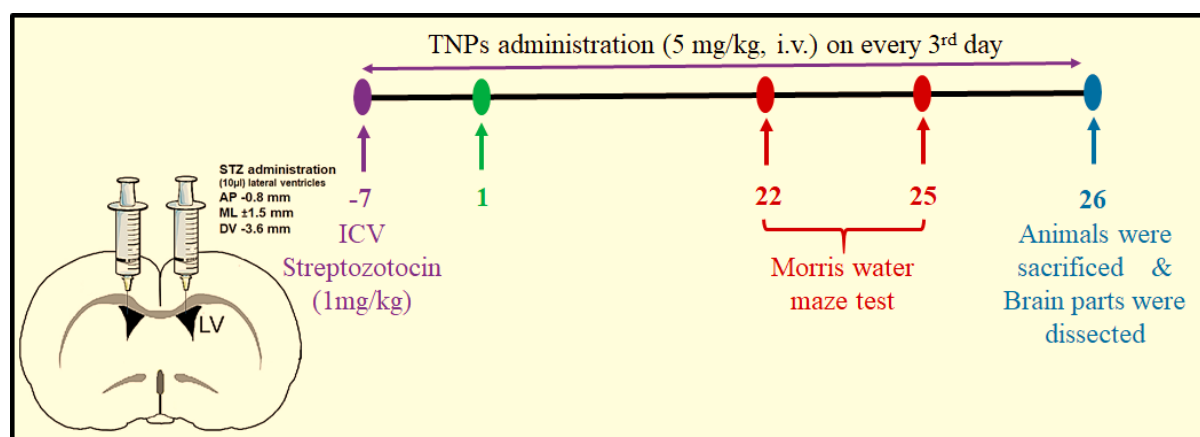 TNPs administration (5 mg/kg, i.v.) on every 3rd day
STZ administration
(10µl) lateral ventricles
AP -0.8 mm
ML ±1.5 mm
DV -3.6 mm
LV
-7
ICV
Streptozotocin
(1mg/kg)
1
22
25
Morris water
maze test
26
Animals were
sacrificed &
Brain parts were
dissected